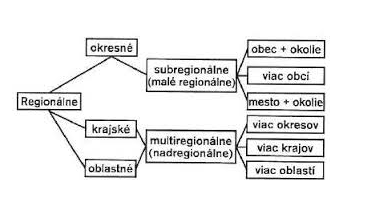 okresné
subregionálne
(malé regionálne)
obec + okolie
viac obcí
mesto + okolie
Regionálne
krajské
oblastné
multiregionálne
(nadregionálne)
viac okresov
viac krajov
viac oblastí